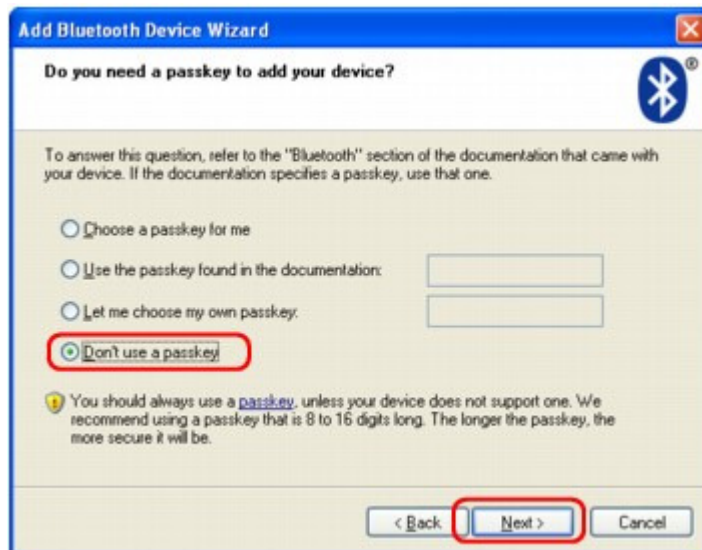 Add Bluetooth Device Wizard
Do you need a passkey to add your device?
®
To answer this question, refer to the "Bluetooth" section of the documentation that came with
your device. If the documentation specifies a passkey, use that one.
Choose a passkey for me
Use the passkey found in the documentation:
Let me choose my own passkey:
Don't use a passkey
You should always use a passkey, unless your device does not support one. We
recommend using a passkey that is 8 to 16 digits long. The longer the passkey, the
more secure it will be.
< Back
Next >
Cancel